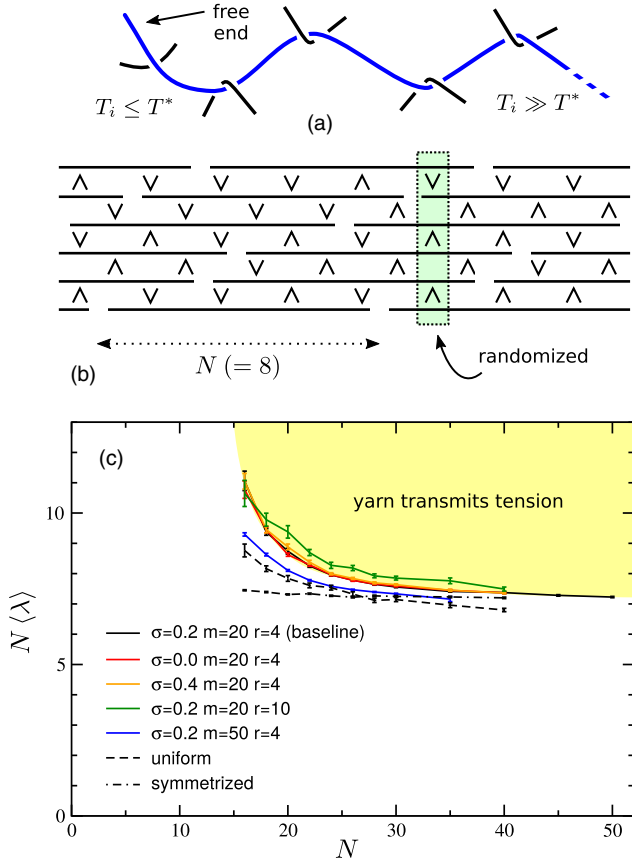 free
end
T_i ≤ T*
T_i ≫ T*
(a)
N (= 8)
randomized
(b)
(c)
yarn transmits tension
10
5
0
N ⟨λ⟩
σ=0.2 m=20 r=4 (baseline)
σ=0.0 m=20 r=4
σ=0.4 m=20 r=4
σ=0.2 m=20 r=10
σ=0.2 m=50 r=4
uniform
symmetrized
0 10 20 30 40 50
N